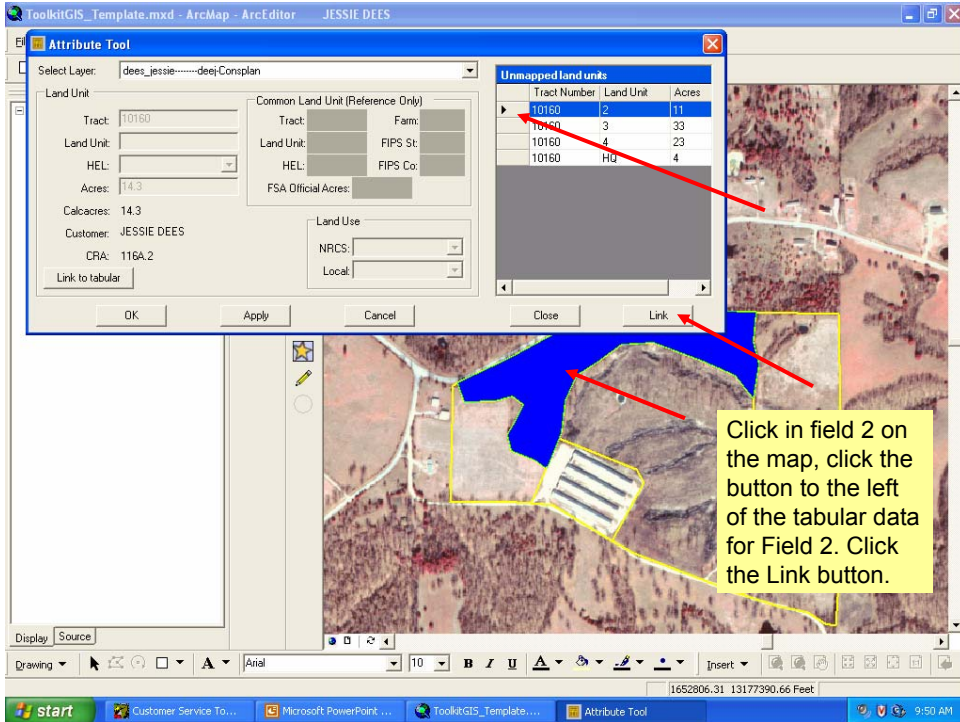 ToolkitGIS_Template.mxd - ArcMap - ArcEditor JESSIE DEES
Attribute Tool
Select Layer: dees_jessie--------deej-Consplan
Land Unit
Tract: 10160
Land Unit:
HEL:
Acres: 14.3
Calcacres: 14.3
Customer: JESSIE DEES
CRA: 116A.2
Link to tabular
Common Land Unit (Reference Only)
Tract: Farm:
Land Unit: FIPS St:
HEL: FIPS Co:
FSA Official Acres:
Land Use
NRCS:
Local:
Unmapped land units
Tract Number Land Unit Acres
10160 2 11
10160 3 33
10160 4 23
10160 HQ 4
OK Apply Cancel Close Link
Click in field 2 on
the map, click the
button to the left
of the tabular data
for Field 2. Click
the Link button.
Display Source
Drawing A Arial 10 B I U A Insert
1652806.31 13177390.66 Feet
start Customer Service To... Microsoft PowerPoint ... ToolkitGIS_Template.... Attribute Tool 9:50 AM